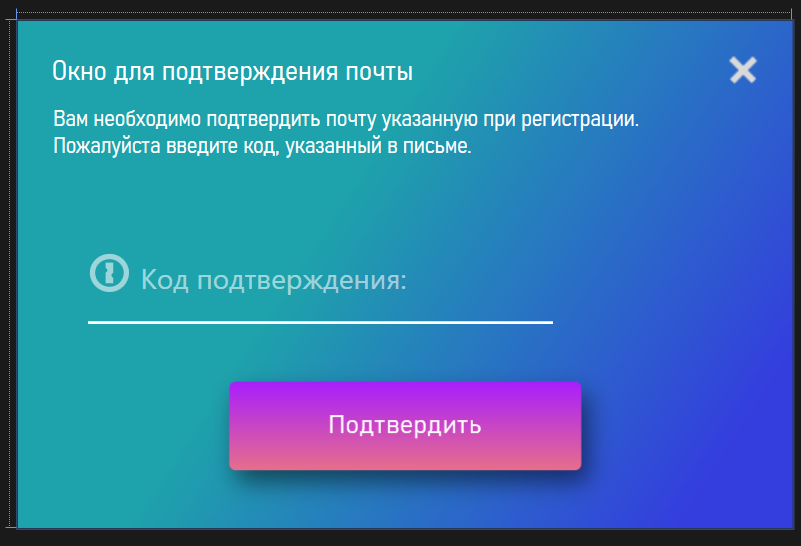 Окно для подтверждения почты
Вам необходимо подтвердить почту указанную при регистрации.
Пожалуйста введите код, указанный в письме.
Код подтверждения:
Подтвердить